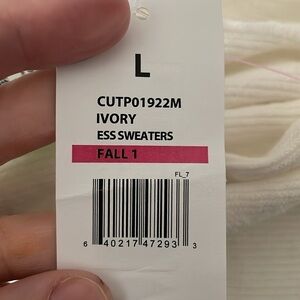 L
CUTP01922M
IVORY
ESS SWEATERS
FALL 1
FL_7
6 40217 47293 3